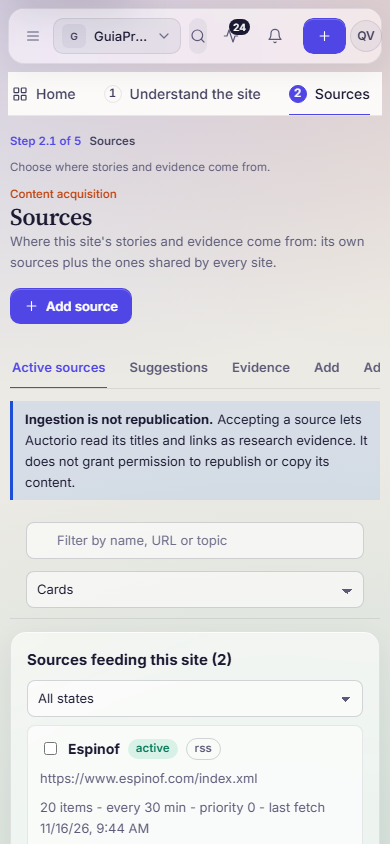 G GuiaPr... 24 QV
Home 1 Understand the site 2 Sources
Step 2.1 of 5 Sources
Choose where stories and evidence come from.
Content acquisition
Sources
Where this site's stories and evidence come from: its own
sources plus the ones shared by every site.
+ Add source
Active sources Suggestions Evidence Add Ad
Ingestion is not republication. Accepting a source lets
Auctorio read its titles and links as research evidence. It
does not grant permission to republish or copy its
content.
Filter by name, URL or topic
Cards
Sources feeding this site (2)
All states
Espinof active rss
https://www.espinof.com/index.xml
20 items - every 30 min - priority 0 - last fetch
11/16/26, 9:44 AM